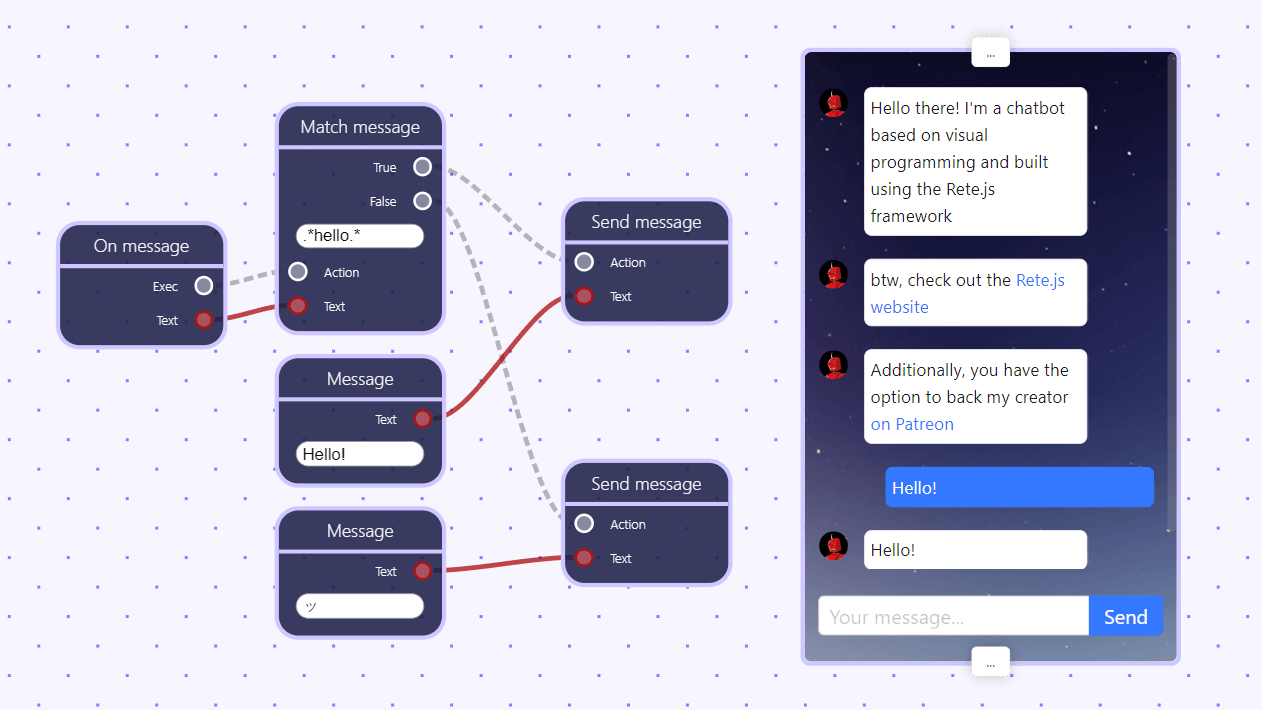 On message
Exec
Text
Match message
True
False
.*hello.*
Action
Text
Message
Text
Hello!
Message
Text
ッ
Send message
Action
Text
Send message
Action
Text
...
Hello there! I'm a chatbot
based on visual
programming and built
using the Rete.js
framework
btw, check out the Rete.js
website
Additionally, you have the
option to back my creator
on Patreon
Hello!
Hello!
Your message...
Send
...